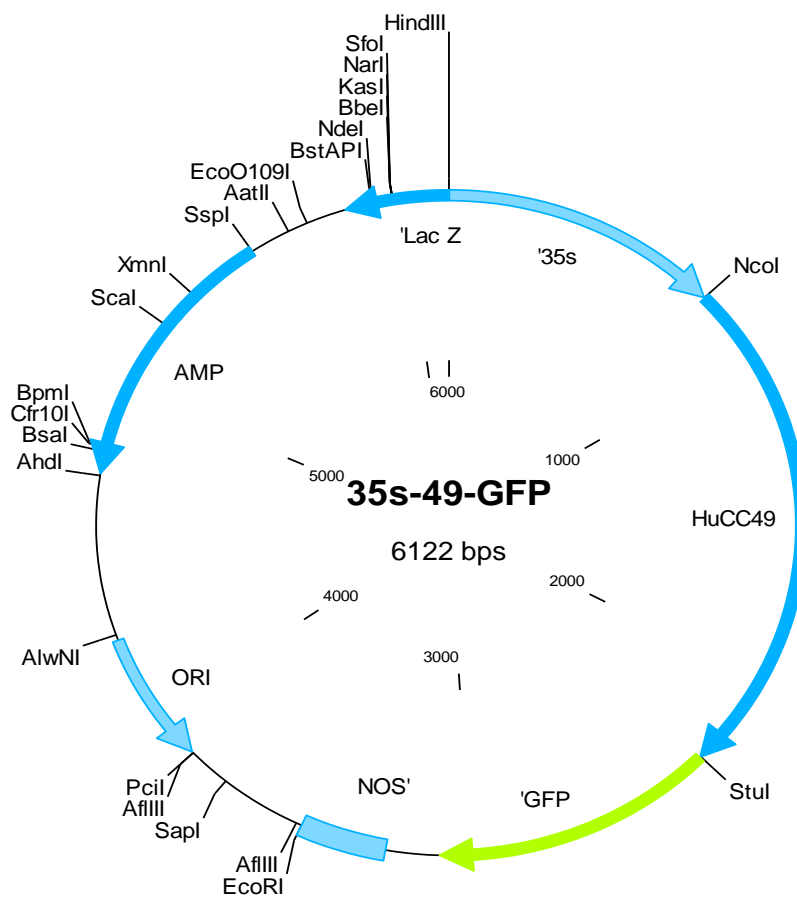 HindIII
SfoI
NarI
KasI
BbeI
NdeI
BstAPI
EcoO109I
AatII
SspI
XmnI
ScaI
BpmI
Cfr10I
BsaI
AhdI
AlwNI
PciI
AflIII
SapI
AflIII
EcoRI
StuI
NcoI
'Lac Z
'35s
HuCC49
'GFP
NOS'
ORI
AMP
6000
1000
2000
3000
4000
5000
35s-49-GFP
6122 bps